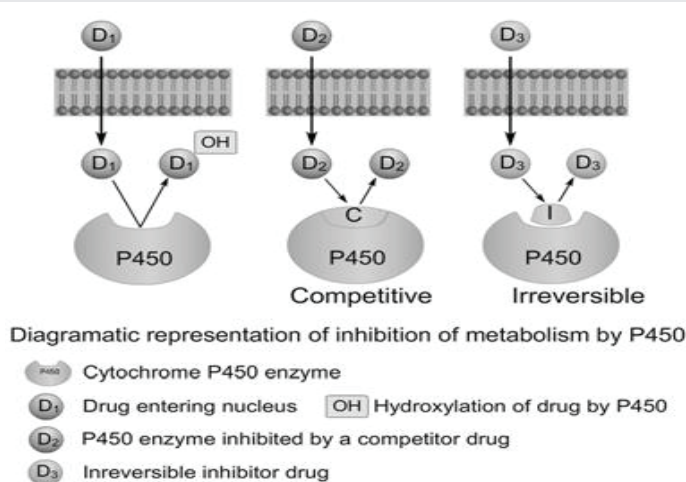 D1 D2 D3
D1 D1 OH D2 D2 D3 D3
P450 C P450 I P450
Competitive Irreversible
Diagramatic representation of inhibition of metabolism by P450
P450 Cytochrome P450 enzyme
D1 Drug entering nucleus OH Hydroxylation of drug by P450
D2 P450 enzyme inhibited by a competitor drug
D3 Inreversible inhibitor drug